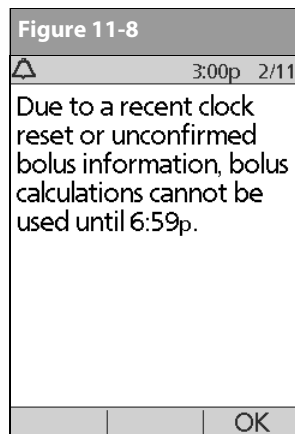 Figure 11-8
3:00p 2/11
Due to a recent clock
reset or unconfirmed
bolus information, bolus
calculations cannot be
used until 6:59p.
OK